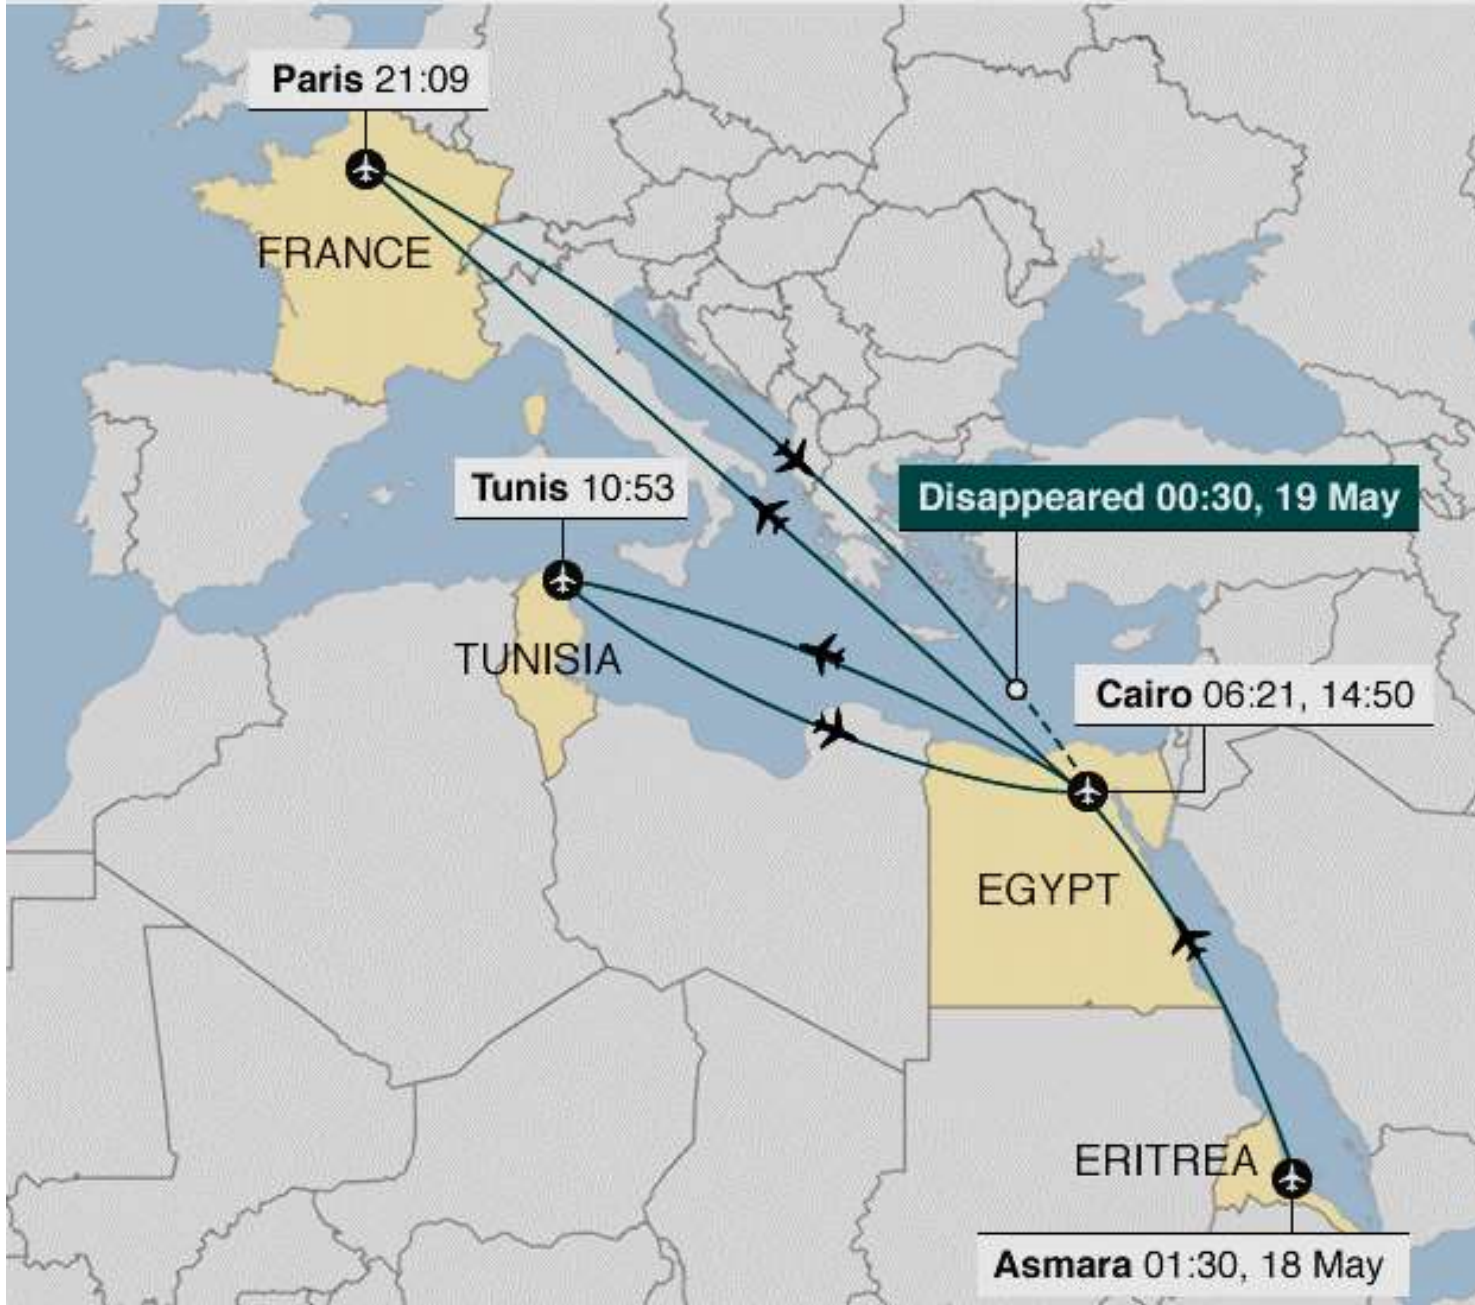 Paris 21:09
FRANCE
Tunis 10:53
Disappeared 00:30, 19 May
TUNISIA
Cairo 06:21, 14:50
EGYPT
ERITREA
Asmara 01:30, 18 May